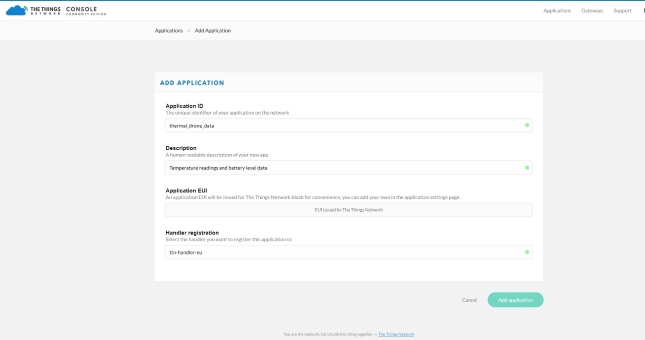 THE THINGS CONSOLE
NETWORK COMMUNITY EDITION
Applications Gateways Support
Applications > Add Application
ADD APPLICATION
Application ID
The unique identifier of your application on the network
thermal_drone_data
Description
A human readable description of your new app
Temperature readings and battery level data
Application EUI
An application EUI will be issued for The Things Network block for convenience, you can add your own in the application settings page.
EUI issued by The Things Network
Handler registration
Select the handler you want to register this application to
ttn-handler-eu
Cancel Add application
You are the network. Let's build this thing together. — The Things Network